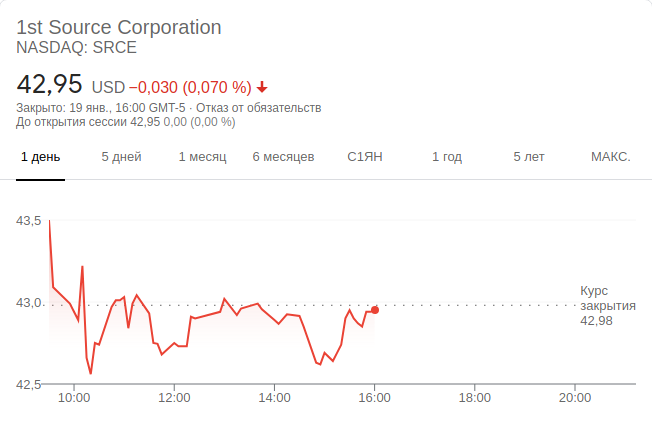 1st Source Corporation
NASDAQ: SRCE
42,95 USD −0,030 (0,070 %)
Закрыто: 19 янв., 16:00 GMT-5 · Отказ от обязательств
До открытия сессии 42,95 0,00 (0,00 %)
1 день 5 дней 1 месяц 6 месяцев С1ЯН 1 год 5 лет МАКС.
43,5
43,0
42,5
Курс
закрытия
42,98
10:00 12:00 14:00 16:00 18:00 20:00